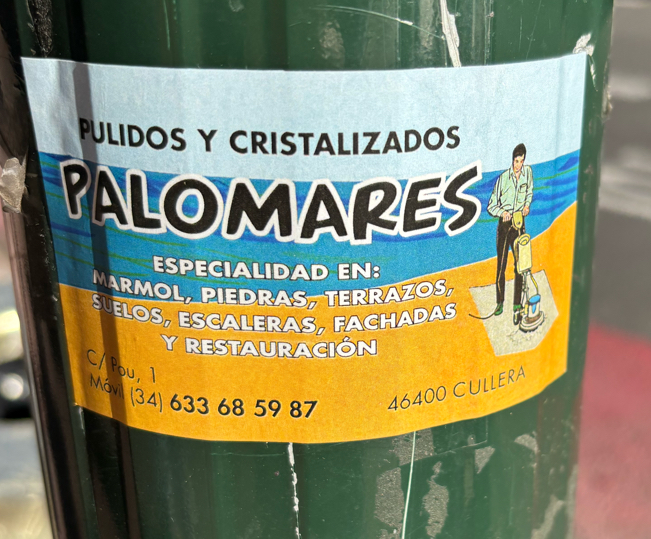 PULIDOS Y CRISTALIZADOS
PALOMARES
ESPECIALIDAD EN:
MARMOL, PIEDRAS, TERRAZOS,
SUELOS, ESCALERAS, FACHADAS
Y RESTAURACIÓN
C/ Pou, 1
Móvil (34) 633 68 59 87
46400 CULLERA